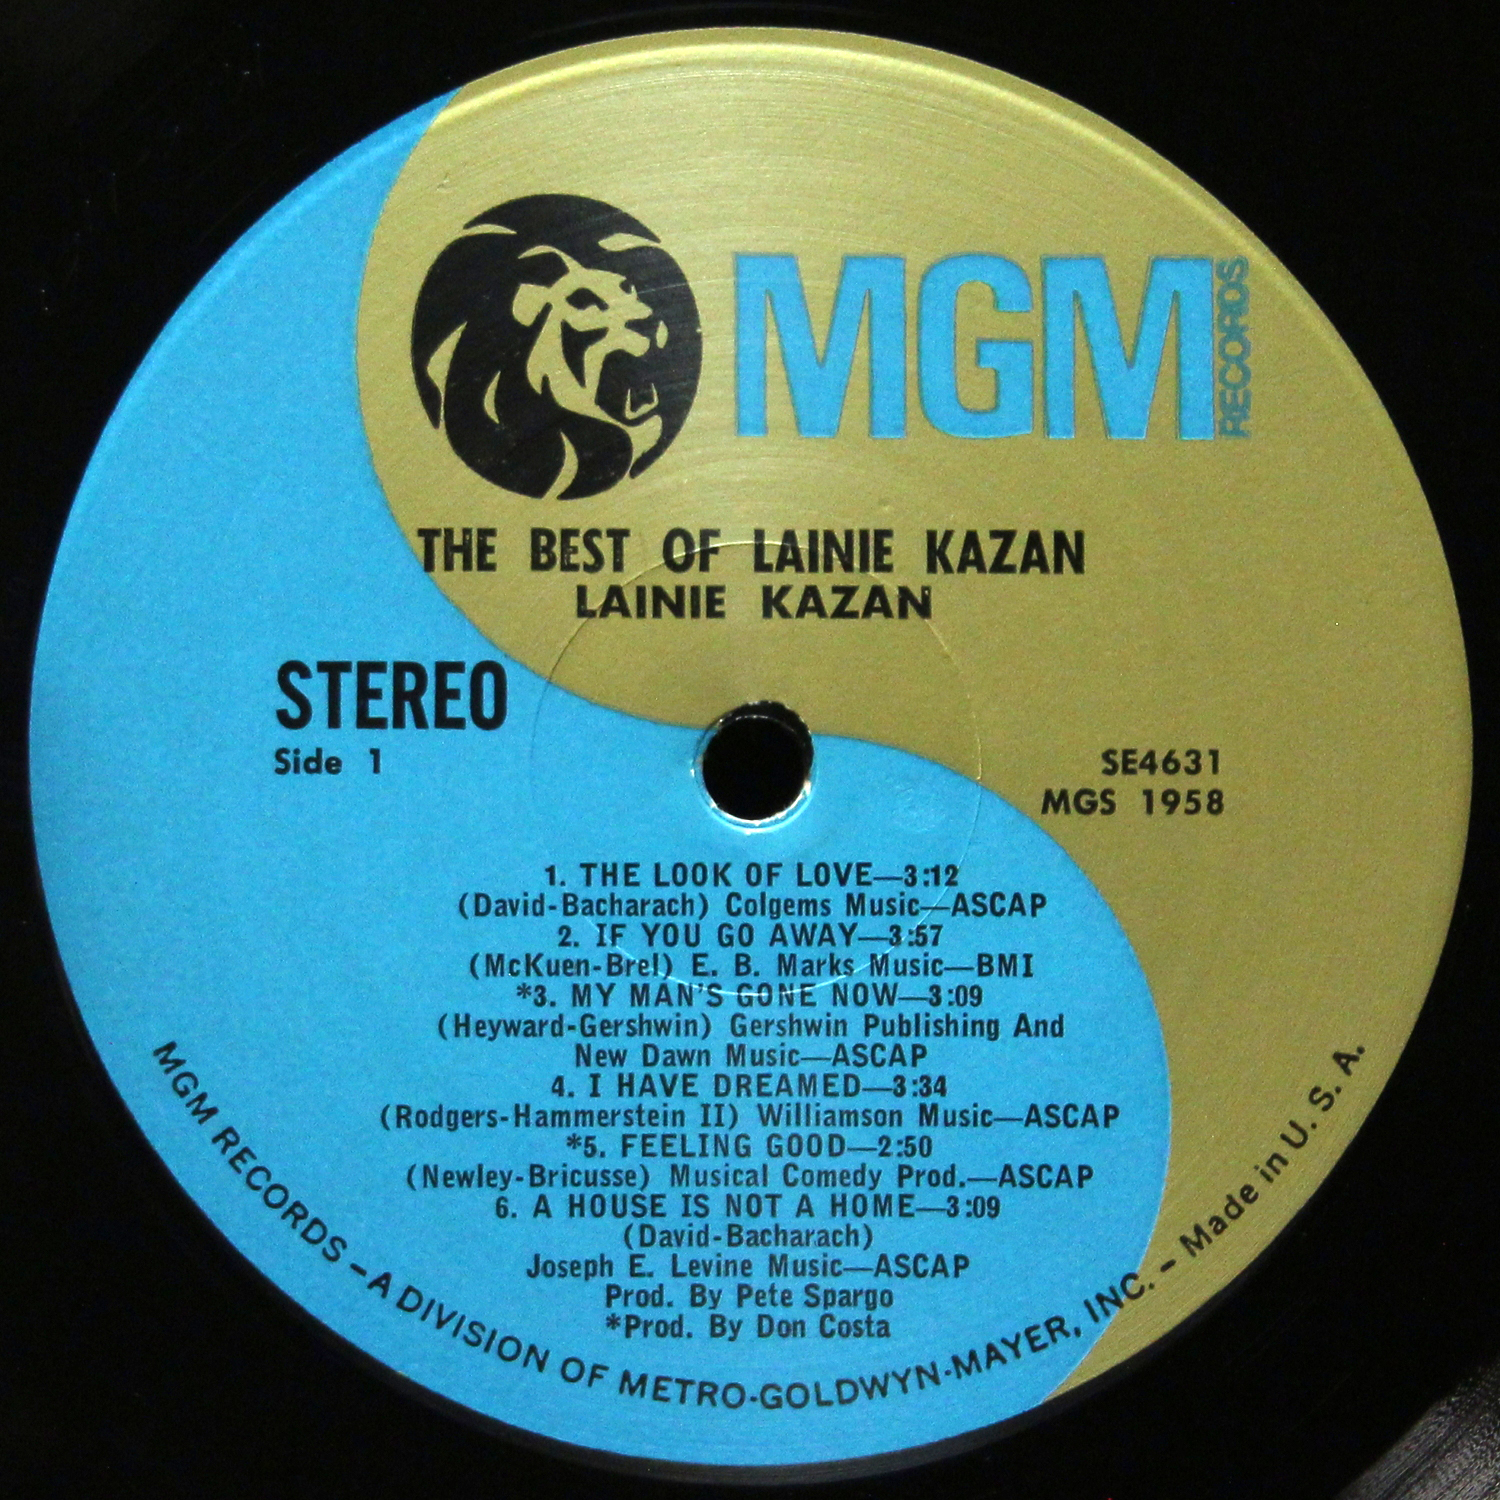 MGM
RECORDS
THE BEST OF LAINIE KAZAN
LAINIE KAZAN
STEREO
Side 1
SE4631
MGS 1958
1. THE LOOK OF LOVE—3:12
(David-Bacharach) Colgems Music—ASCAP
2. IF YOU GO AWAY—3:57
(McKuen-Brel) E. B. Marks Music—BMI
*3. MY MAN'S GONE NOW—3:09
(Heyward-Gershwin) Gershwin Publishing And
New Dawn Music—ASCAP
4. I HAVE DREAMED—3:34
(Rodgers-Hammerstein II) Williamson Music—ASCAP
*5. FEELING GOOD—2:50
(Newley-Bricusse) Musical Comedy Prod.—ASCAP
6. A HOUSE IS NOT A HOME—3:09
(David-Bacharach)
Joseph E. Levine Music—ASCAP
Prod. By Pete Spargo
*Prod. By Don Costa
MGM RECORDS – A DIVISION OF METRO-GOLDWYN-MAYER, INC. – Made in U. S. A.